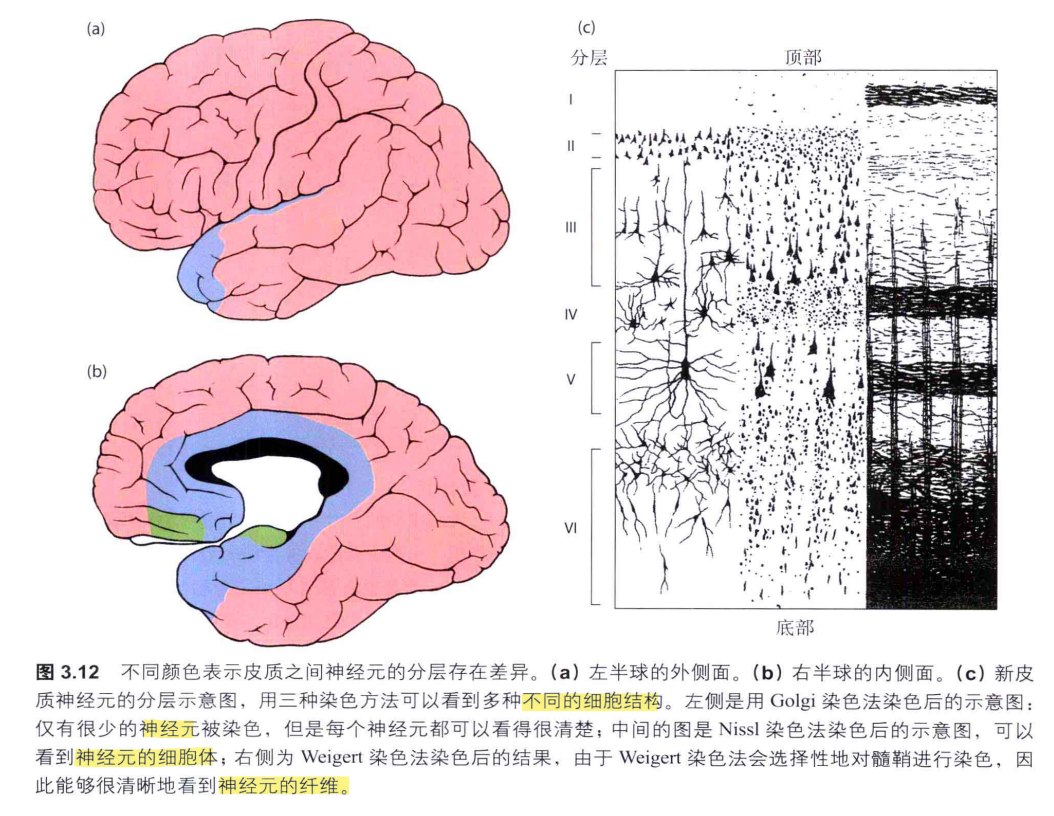 (a)
(b)
(c)
分层
顶部
I
II
III
IV
V
VI
底部
图 3.12 不同颜色表示皮质之间神经元的分层存在差异。(a) 左半球的外侧面。(b) 右半球的内侧面。(c) 新皮
质神经元的分层示意图，用三种染色方法可以看到多种不同的细胞结构。左侧是用 Golgi 染色法染色后的示意图：
仅有很少的神经元被染色，但是每个神经元都可以看得很清楚；中间的图是 Nissl 染色法染色后的示意图，可以
看到神经元的细胞体；右侧为 Weigert 染色法染色后的结果，由于 Weigert 染色法会选择性地对髓鞘进行染色，因
此能够很清晰地看到神经元的纤维。